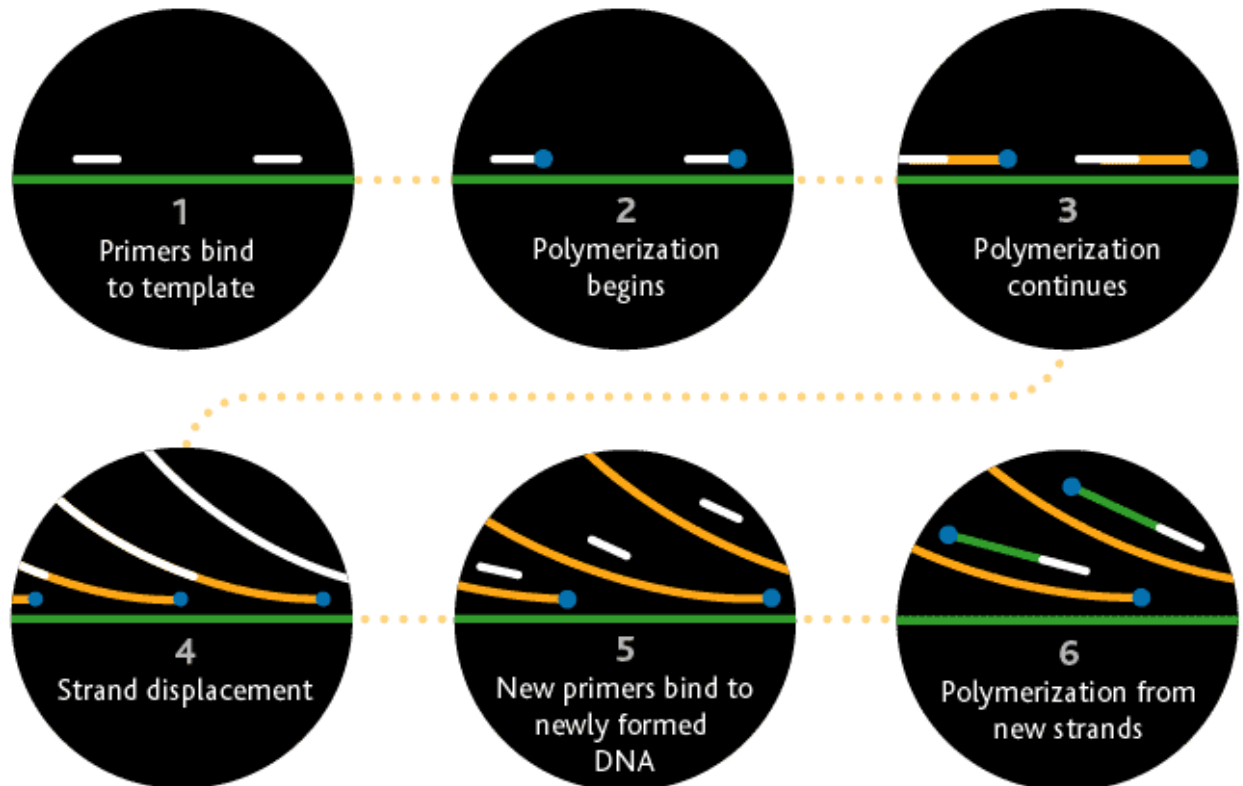 1
Primers bind
to template
2
Polymerization
begins
3
Polymerization
continues
4
Strand displacement
5
New primers bind to
newly formed
DNA
6
Polymerization from
new strands